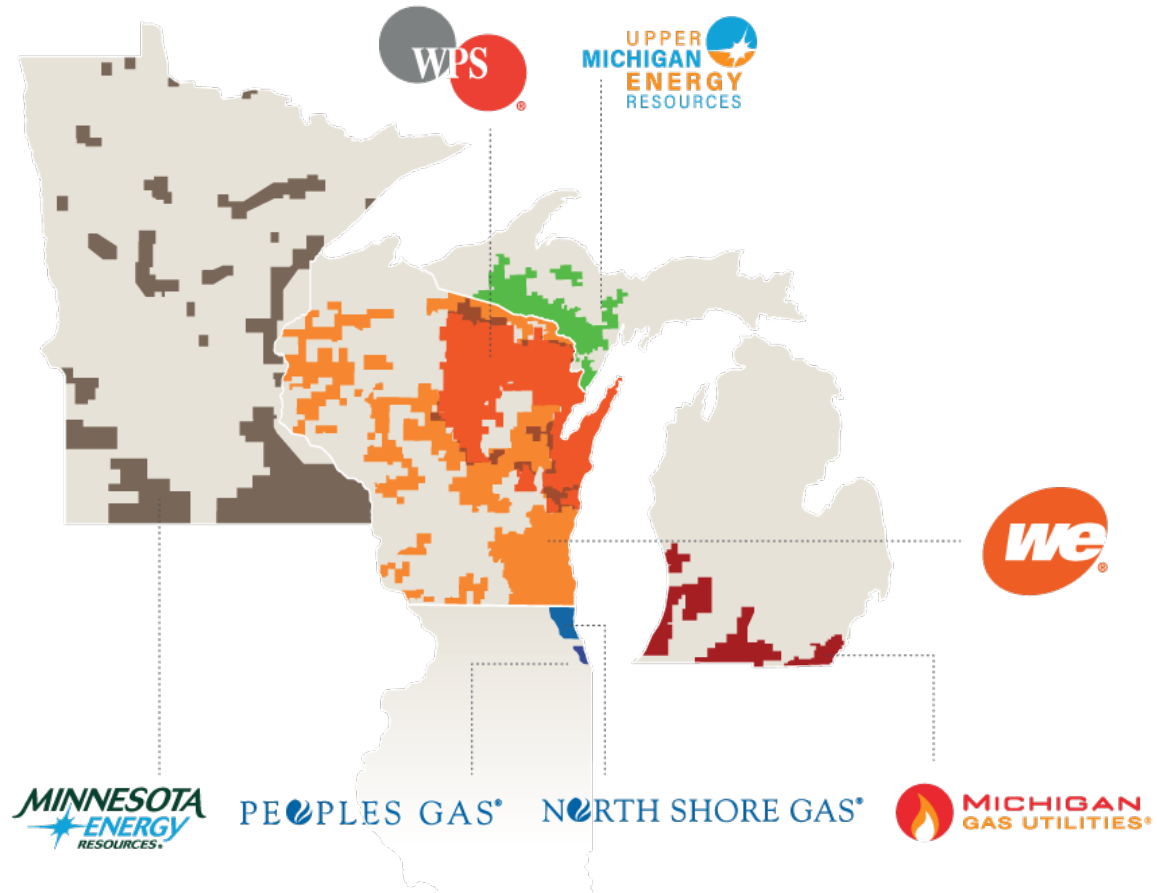 WPS®
UPPER
MICHIGAN
ENERGY
RESOURCES
we®
MINNESOTA
ENERGY
RESOURCES®
PEOPLES GAS®
NORTH SHORE GAS®
MICHIGAN
GAS UTILITIES®